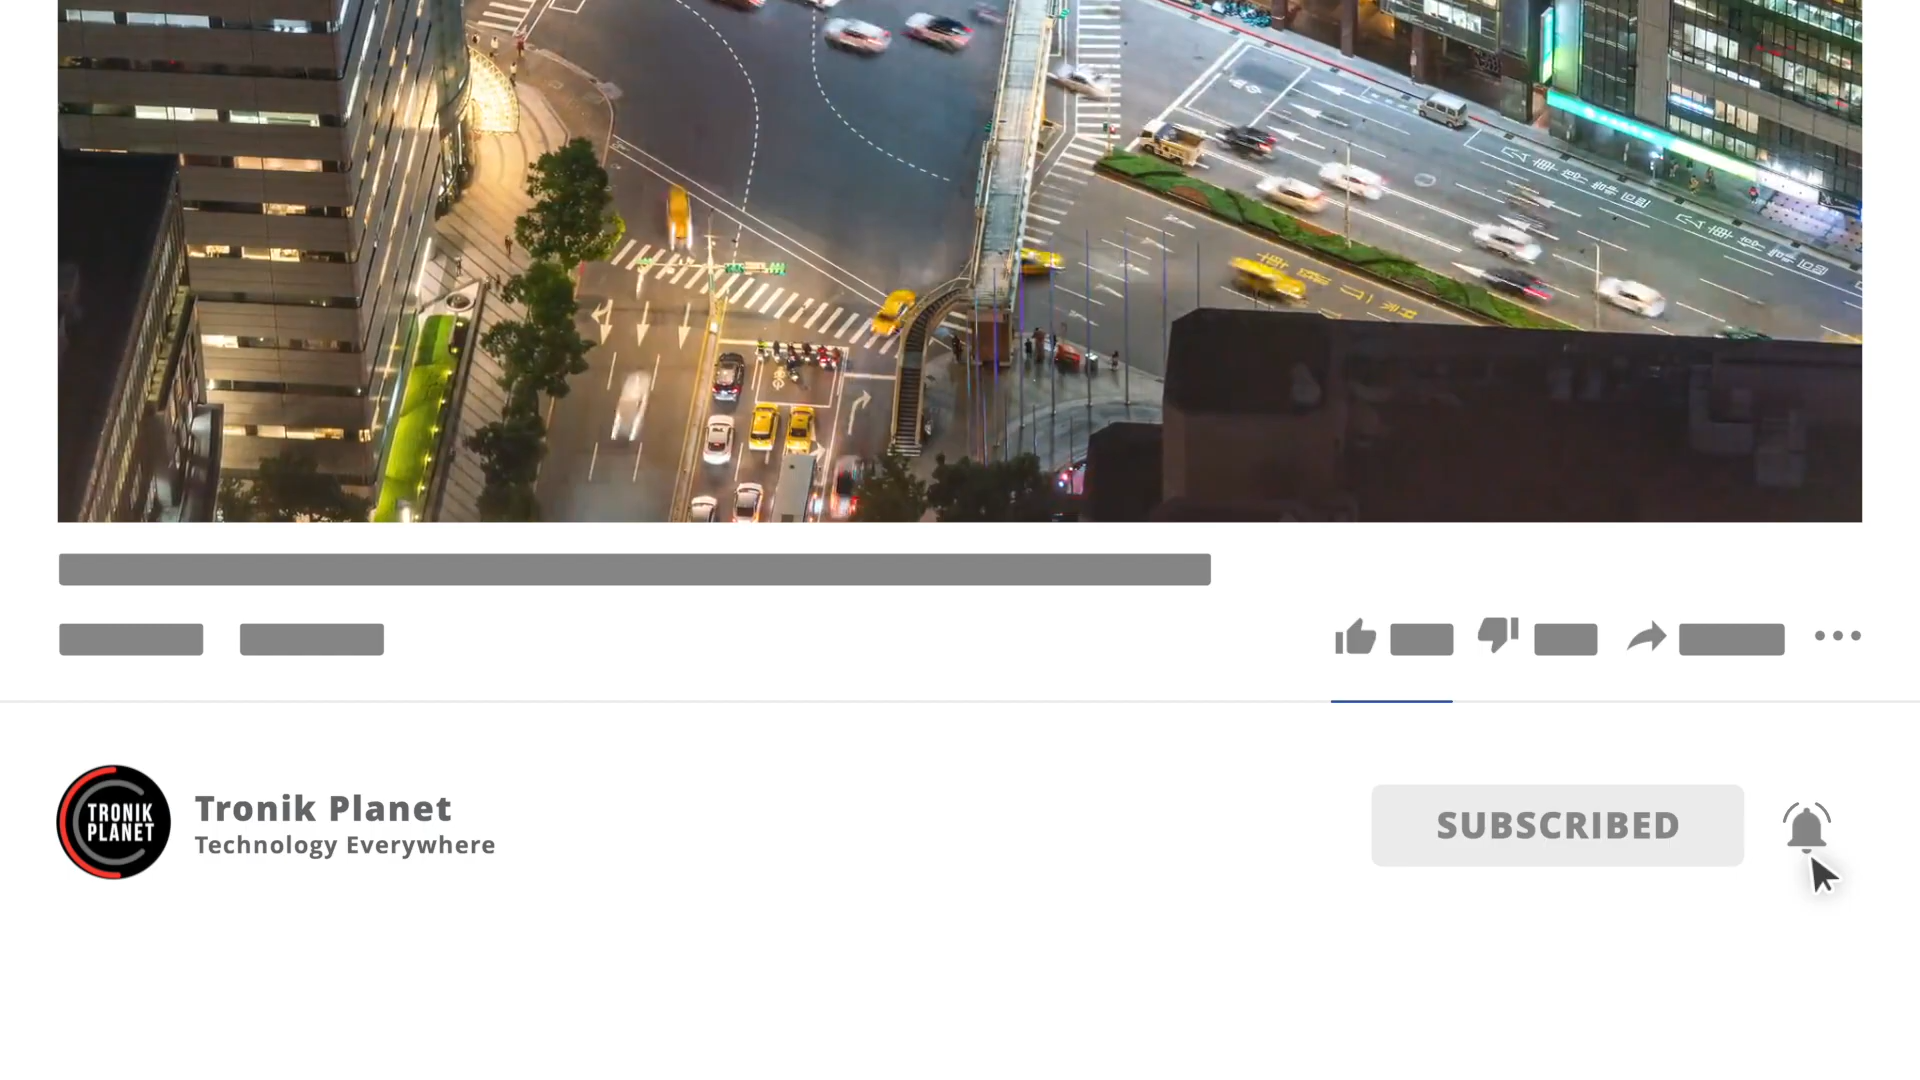 TRONIK
PLANET
Tronik Planet
Technology Everywhere
SUBSCRIBED